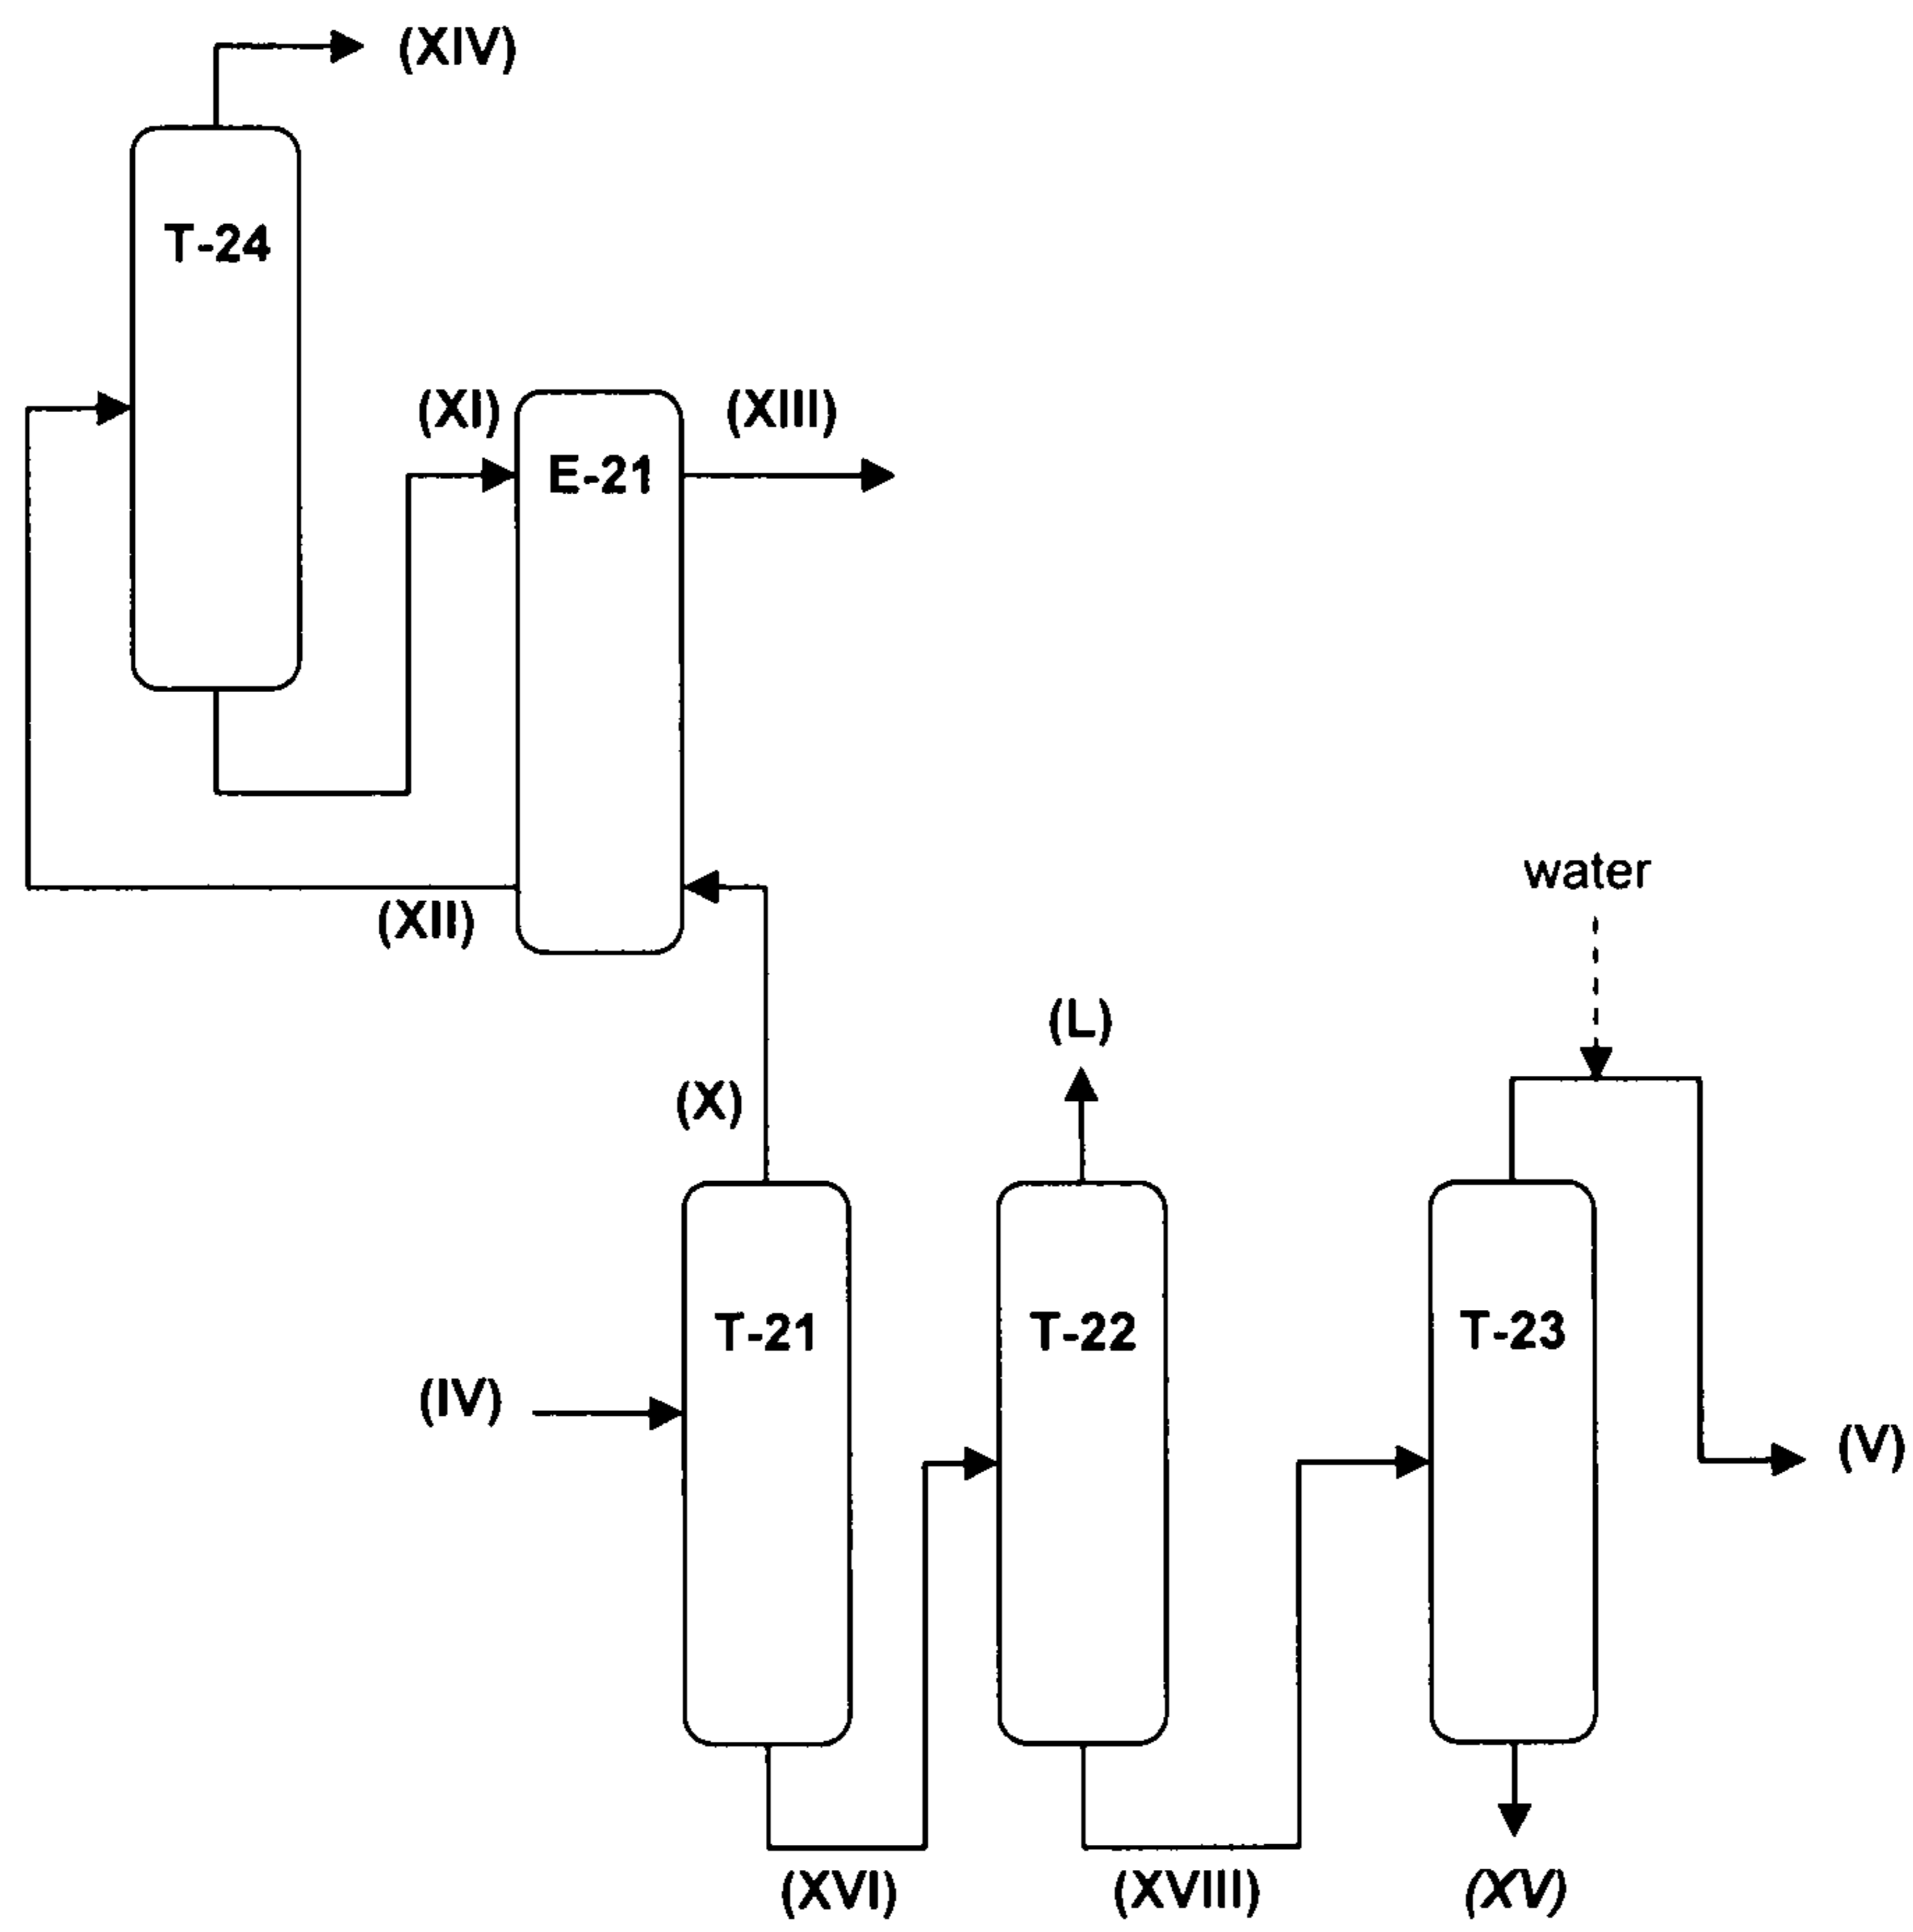 (XIV)
T-24
(XI)
(XIII)
E-21
water
(XII)
(L)
(X)
T-21
T-22
T-23
(IV)
(V)
(XVI)
(XVIII)
(XV)